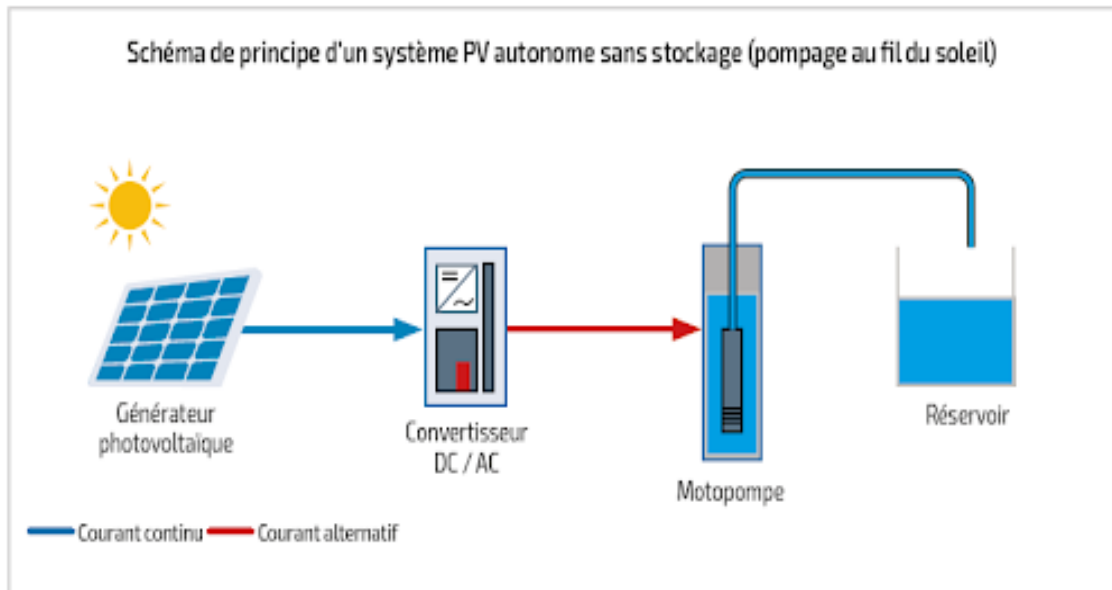 Schéma de principe d'un système PV autonome sans stockage (pompage au fil du soleil)
Générateur
photovoltaïque
Convertisseur
DC / AC
Motopompe
Réservoir
Courant continu
Courant alternatif